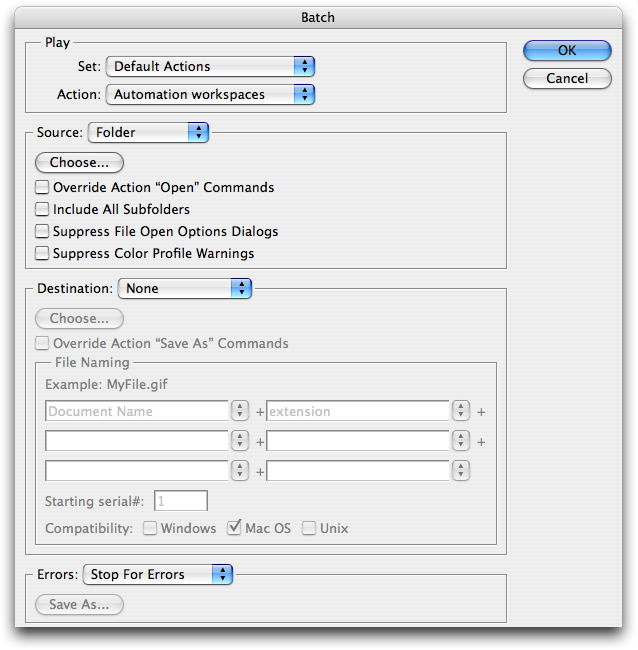 Batch
Play
OK
Set: Default Actions
Cancel
Action: Automation workspaces
Source: Folder
Choose...
Override Action “Open” Commands
Include All Subfolders
Suppress File Open Options Dialogs
Suppress Color Profile Warnings
Destination: None
Choose...
Override Action “Save As” Commands
File Naming
Example: MyFile.gif
Document Name + extension +
+ +
+
Starting serial#: 1
Compatibility: Windows Mac OS Unix
Errors: Stop For Errors
Save As...